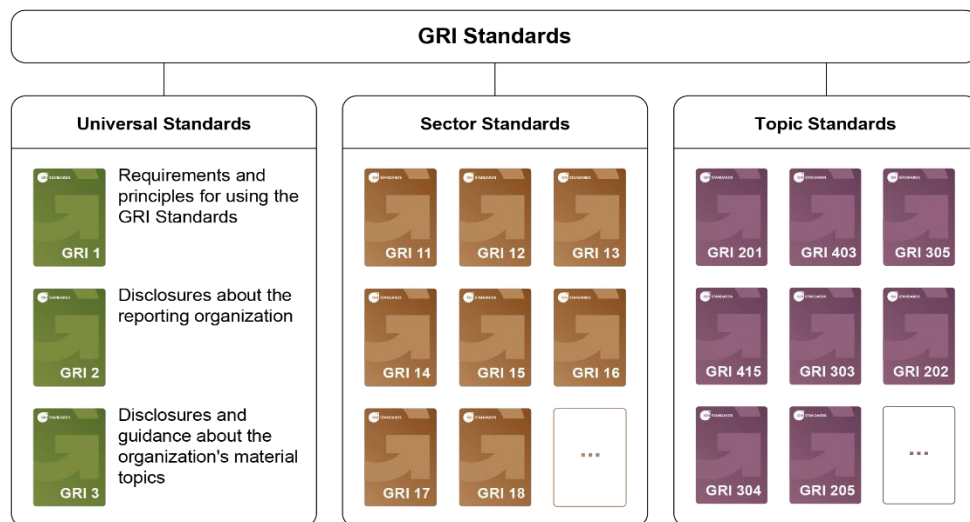 GRI Standards
Universal Standards
Requirements and
principles for using the
GRI Standards
GRI 1
Disclosures about the
reporting organization
GRI 2
Disclosures and
guidance about the
organization's material
topics
GRI 3
Sector Standards
GRI 11
GRI 12
GRI 13
GRI 14
GRI 15
GRI 16
GRI 17
GRI 18
...
Topic Standards
GRI 201
GRI 403
GRI 305
GRI 415
GRI 303
GRI 202
GRI 304
GRI 205
...